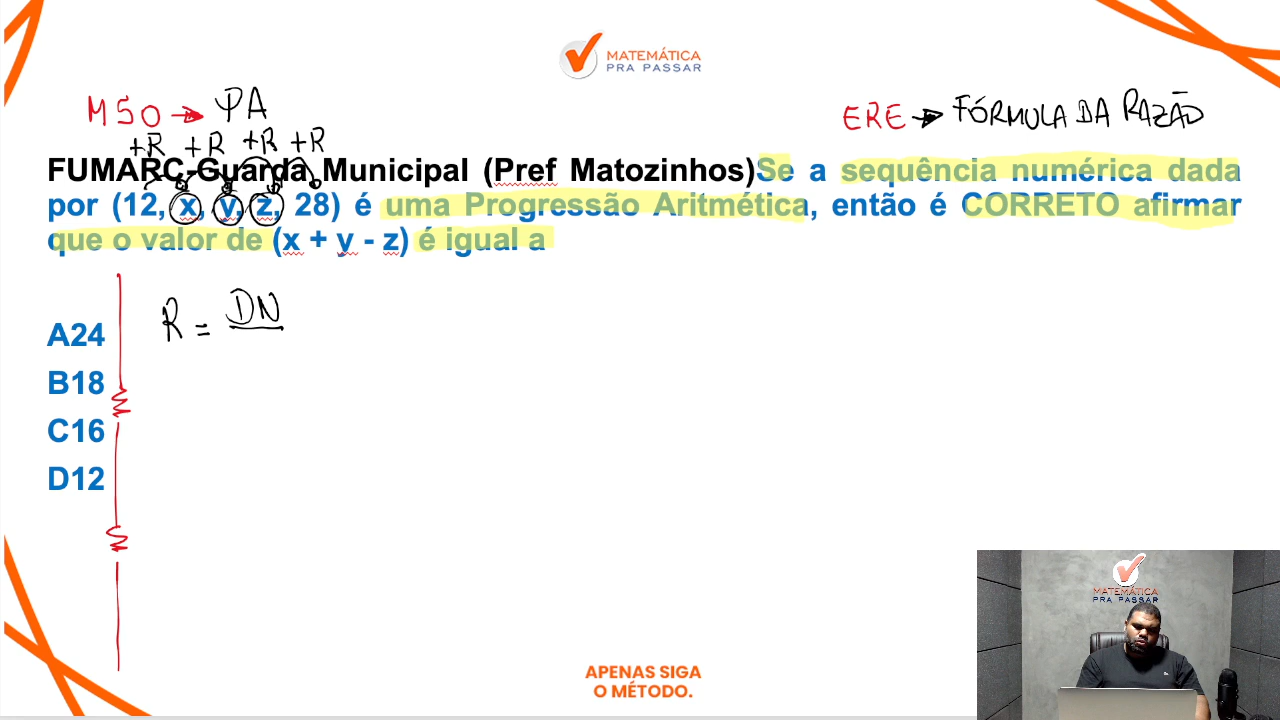 MATEMÁTICA
PRA PASSAR
M50 → PA
ERE → FÓRMULA DA RAZÃO
+R +R +R +R
FUMARC-Guarda Municipal (Pref Matozinhos)Se a sequência numérica dada
por (12, x, y, z, 28) é uma Progressão Aritmética, então é CORRETO afirmar
que o valor de (x + y - z) é igual a
R = DN
A24
B18
C16
D12
MATEMÁTICA
PRA PASSAR
APENAS SIGA
O MÉTODO.